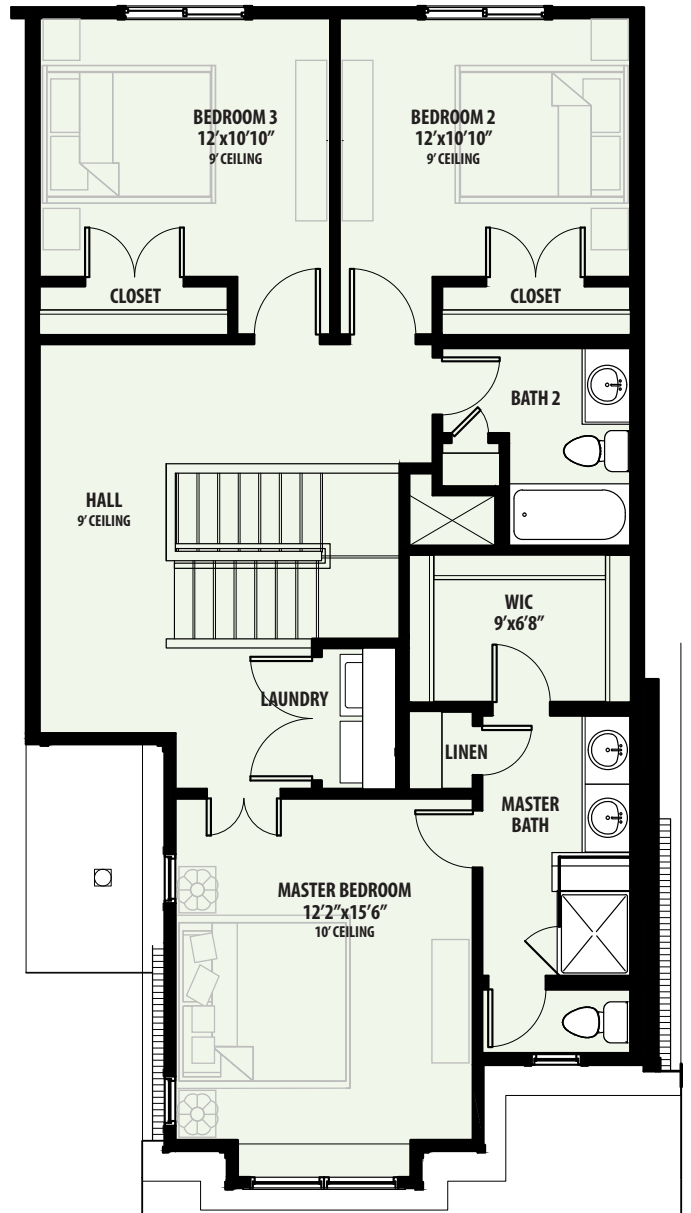 BEDROOM 3
12’x10’10”
9’ CEILING
BEDROOM 2
12’x10’10”
9’ CEILING
CLOSET
CLOSET
BATH 2
HALL
9’ CEILING
WIC
9’x6’8”
LAUNDRY
LINEN
MASTER
BATH
MASTER BEDROOM
12’2”x15’6”
10’ CEILING